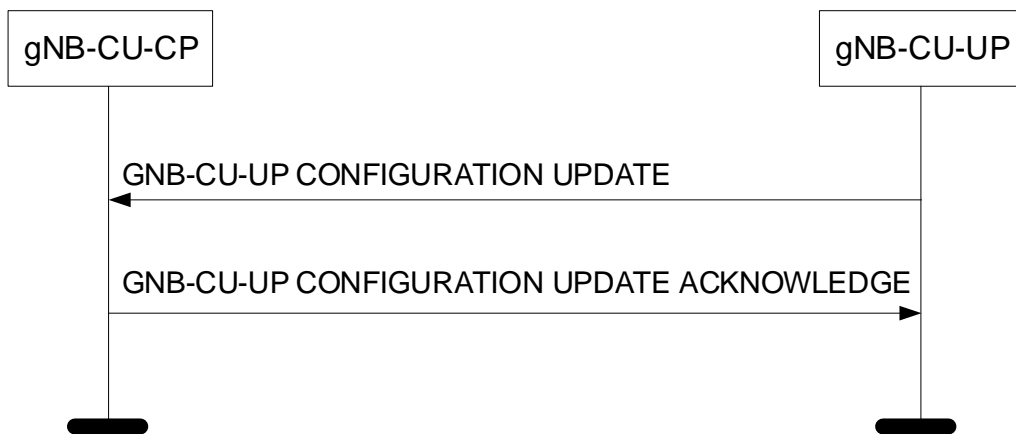 gNB-CU-CP
gNB-CU-UP
GNB-CU-UP CONFIGURATION UPDATE
GNB-CU-UP CONFIGURATION UPDATE ACKNOWLEDGE